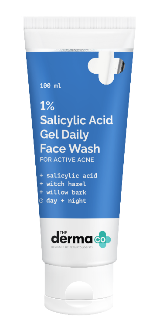 100 ml
1%
Salicylic Acid
Gel Daily
Face Wash
FOR ACTIVE ACNE
+ salicylic acid
+ witch hazel
+ willow bark
day + night
THE
derma co